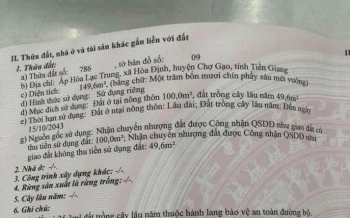 II. Thửa đất, nhà ở và tài sản khác gắn liền với đất
1. Thửa đất:
a) Thửa đất số: 786 , tờ bản đồ số: 09
b) Địa chỉ: Ấp Hòa Lạc Trung, xã Hòa Định, huyện Chợ Gạo, tỉnh Tiền Giang
c) Diện tích: 149,6m², (bằng chữ: Một trăm bốn mươi chín phẩy sáu mét vuông)
d) Hình thức sử dụng: Sử dụng riêng
đ) Mục đích sử dụng: Đất ở tại nông thôn 100,0m², đất trồng cây lâu năm 49,6m²
e) Thời hạn sử dụng: Đất ở tại nông thôn: Lâu dài; Đất trồng cây lâu năm: Đến ngày
15/10/2043
g) Nguồn gốc sử dụng: Nhận chuyển nhượng đất được Công nhận QSDĐ như giao đất có
thu tiền sử dụng đất: 100,0m²; Nhận chuyển nhượng đất được Công nhận QSDĐ như
giao đất không thu tiền sử dụng đất: 49,6m²
2. Nhà ở: -/-.
3. Công trình xây dựng khác: -/-.
4. Rừng sản xuất là rừng trồng: -/-.
5. Cây lâu năm: -/-.
6. Ghi chú:
đất trồng cây lâu năm thuộc hành lang bảo vệ an toàn đường bộ.